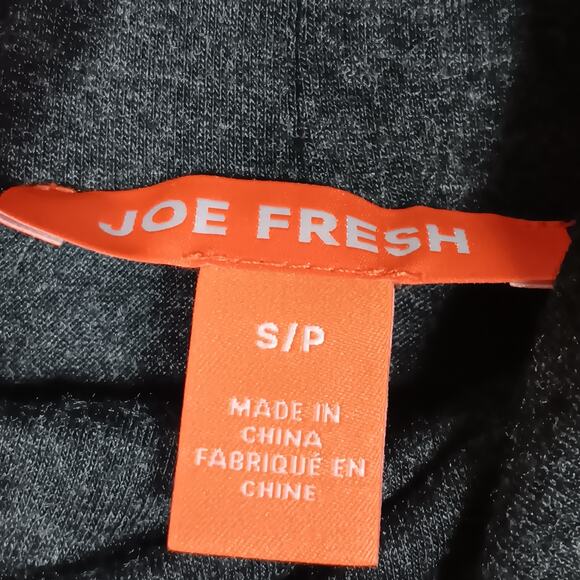 JOE FRESH
S/P
MADE IN
CHINA
FABRIQUÉ EN
CHINE